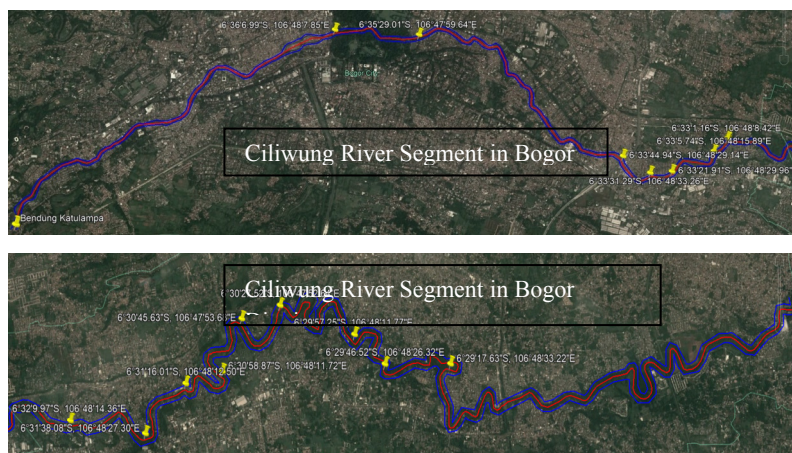 6°36'6.99"S, 106°48'7.85"E
6°35'29.01"S, 106°47'59.64"E
Bogor City
6°33'1.16"S, 106°48'8.42"E
6°33'5.74"S, 106°48'15.89"E
Ciliwung River Segment in Bogor
6°33'44.94"S, 106°48'29.14"E
6°33'21.91"S, 106°48'29.96"
6°33'31.29"S, 106°48'33.26"E
Bendung Katulampa
Ciliwung River Segment in Bogor
6°30'45.63"S, 106°47'53.6
6°29'57.25"S, 106°48'11.77"E
6°29'46.52"S, 106°48'26.32"E
6°29'17.63"S, 106°48'33.22"E
6°30'58.87"S, 106°48'11.72"E
6°31'16.01"S, 106°48'12.50"E
6°32'9.97"S, 106°48'14.36"E
6°31'38.08"S, 106°48'27.30"E